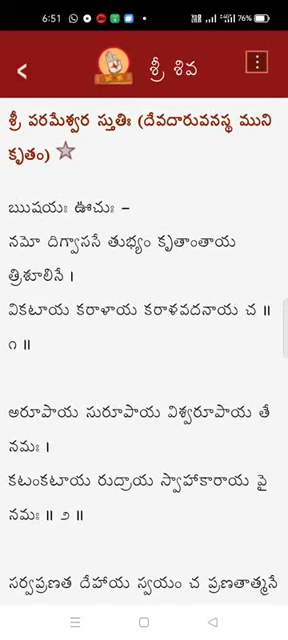 6:51
76%
శ్రీ శివ
శ్రీ పరమేశ్వర స్తుతిః (దేవదారువనస్థ ముని
కృతం)
ఋషయః ఊచుః –
నమో దిగ్వాససే తుభ్యం కృతాంతాయ
త్రిశూలినే ।
వికటాయ కరాళాయ కరాళవదనాయ చ ॥
౧ ॥
అరూపాయ సురూపాయ విశ్వరూపాయ తే
నమః ।
కటంకటాయ రుద్రాయ స్వాహాకారాయ వై
నమః ॥ ౨ ॥
సర్వప్రణత దేహాయ స్వయం చ ప్రణతాత్మనే